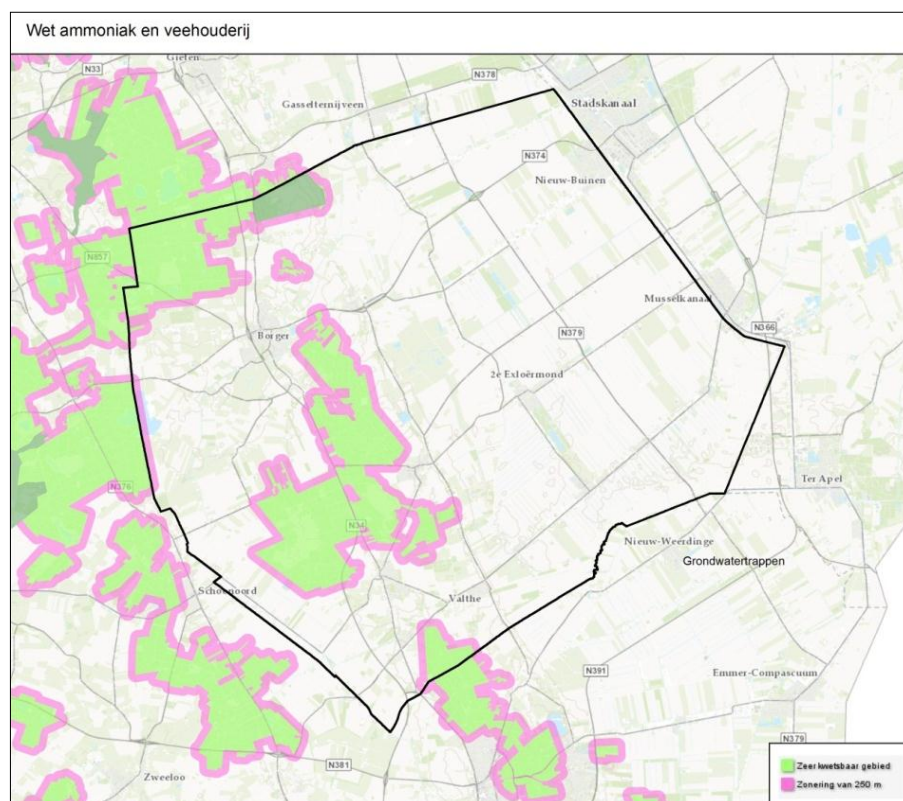 Wet ammoniak en veehouderij
Gieten
N33
N378
Gasselternijveen
Stadskanaal
N374
Nieuw-Buinen
N857
Musselkanaal
N366
Borger
N379
2e Exloërmond
N376
Ter Apel
N34
Nieuw-Weerdinge
Grondwatertrappen
Schoonoord
Valthe
N391
Emmer-Compascuum
N379
N381
Zweeloo
Zeer kwetsbaar gebied
Zonering van 250 m